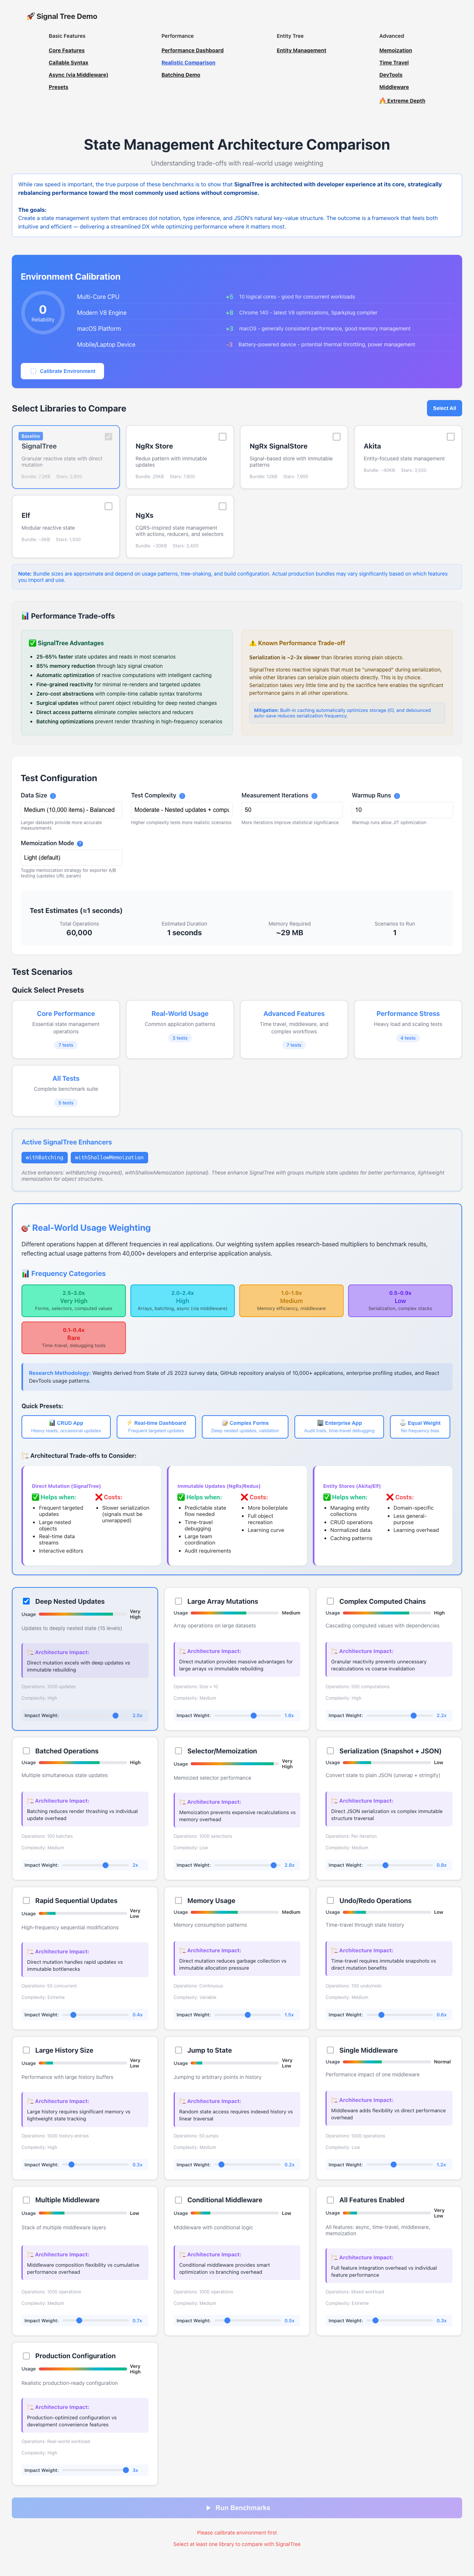 🚀 Signal Tree Demo
Basic Features
Core Features
Callable Syntax
Async (via Middleware)
Presets
Performance
Performance Dashboard
Realistic Comparison
Batching Demo
Entity Tree
Entity Management
Advanced
Memoization
Time Travel
DevTools
Middleware
🔥 Extreme Depth
State Management Architecture Comparison
Understanding trade-offs with real-world usage weighting
While raw speed is important, the true purpose of these benchmarks is to show that SignalTree is architected with developer experience at its core, strategically
rebalancing performance toward the most commonly used actions without compromise.
The goals:
Create a state management system that embraces dot notation, type inference, and JSON's natural key-value structure. The outcome is a framework that feels both
intuitive and efficient — delivering a streamlined DX while optimizing performance where it matters most.
Environment Calibration
0
Reliability
Multi-Core CPU
+5
10 logical cores - good for concurrent workloads
Modern V8 Engine
+8
Chrome 140 - latest V8 optimizations, Sparkplug compiler
macOS Platform
+3
macOS - generally consistent performance, good memory management
Mobile/Laptop Device
-3
Battery-powered device - potential thermal throttling, power management
Calibrate Environment
Select Libraries to Compare
Select All
Baseline
SignalTree
Granular reactive state with direct
mutation
NgRx Store
Redux pattern with immutable
updates
NgRx SignalStore
Signal-based store with immutable
patterns
Akita
Entity-focused state management
Elf
Modular reactive state
NgXs
CQRS-inspired state management
with actions, reducers, and selectors
Note: Bundle sizes are approximate and depend on usage patterns, tree-shaking, and build configuration. Actual production bundles may vary significantly based on which features
you import and use.
📊 Performance Trade-offs
✅ SignalTree Advantages
• 25-65% faster state updates and reads in most scenarios
• 85% memory reduction through lazy signal creation
• Automatic optimization of reactive computations with intelligent caching
• Fine-grained reactivity for minimal re-renders and targeted updates
• Zero-cost abstractions with compile-time callable syntax transforms
• Surgical updates without parent object rebuilding for deep nested changes
• Direct access patterns eliminate complex selectors and reducers
• Batching optimizations prevent render thrashing in high-frequency scenarios
⚠️ Known Performance Trade-off
Serialization is ~2-3x slower than libraries storing plain objects.
SignalTree stores reactive signals that must be "unwrapped" during serialization,
while other libraries can serialize plain objects directly. This is by choice.
Serialization takes very little time and by the sacrifice here enables the significant
performance gains in all other operations.
Mitigation: Built-in caching automatically optimizes storage I/O, and debounced
auto-save reduces serialization frequency.
Test Configuration
Data Size
Medium (10,000 items) - Balanced
Larger datasets provide more accurate
measurements
Test Complexity
Moderate - Nested updates + compu
Higher complexity tests more realistic scenarios
Measurement Iterations
50
More iterations improve statistical significance
Warmup Runs
10
Warmup runs allow JIT optimization
Memoization Mode ?
Light (default)
Toggle memoization strategy for exporter A/B
testing (updates URL param)
Test Estimates (≈1 seconds)
Total Operations
60,000
Estimated Duration
1 seconds
Memory Required
~29 MB
Scenarios to Run
1
Test Scenarios
Quick Select Presets
Core Performance
Essential state management
operations
7 tests
Real-World Usage
Common application patterns
Advanced Features
Time travel, middleware, and
complex workflows
7 tests
Performance Stress
Heavy load and scaling tests
4 tests
All Tests
Complete benchmark suite
Active SignalTree Enhancers
withBatching
withShallowMemoization
Active enhancers: withBatching (required), withShallowMemoization (optional). These enhance SignalTree with groups multiple state updates for better performance, lightweight
memoization for object structures.
🎯 Real-World Usage Weighting
Different operations happen at different frequencies in real applications. Our weighting system applies research-based multipliers to benchmark results,
reflecting actual usage patterns from 40,000+ developers and enterprise application analysis.
📊 Frequency Categories
2.5-3.0x
Very High
Forms, selectors, computed values
2.0-2.4x
High
Arrays, batching, async (via middleware)
1.0-1.9x
Medium
Memory efficiency, middleware
0.5-0.9x
Low
Serialization, complex stacks
0.1-0.4x
Rare
Time-travel, debugging tools
Research Methodology: Weights derived from State of JS 2023 survey data, GitHub repository analysis of 10,000+ applications, enterprise profiling studies, and React
DevTools usage patterns.
Quick Presets:
📊 CRUD App
Heavy reads, occasional updates
⚡ Real-time Dashboard
Frequent targeted updates
📝 Complex Forms
Deep nested updates, validation
🏢 Enterprise App
Audit trails, time-travel debugging
⚖️ Equal Weight
No frequency bias
🏗️ Architectural Trade-offs to Consider:
Direct Mutation (SignalTree)
✅ Helps when:
• Frequent targeted
updates
• Large nested
objects
• Real-time data
streams
• Interactive editors
❌ Costs:
• Slower serialization
(signals must be
unwrapped)
Immutable Updates (NgRx/Redux)
✅ Helps when:
• Predictable state
flow needed
• Time-travel
debugging
• Large team
coordination
• Audit requirements
❌ Costs:
• More boilerplate
• Full object
recreation
• Learning curve
Entity Stores (Akita/Elf)
✅ Helps when:
• Managing entity
collections
• CRUD operations
• Normalized data
• Caching patterns
❌ Costs:
• Domain-specific
• Less general-
purpose
• Learning overhead
Deep Nested Updates
Usage
Very
High
Updates to deeply nested state (15 levels)
🏗️ Architecture Impact:
Direct mutation excels with deep updates vs
immutable rebuilding
Operations: 1000 updates
Complexity: High
Impact Weight:
Large Array Mutations
Usage
Medium
Array operations on large datasets
🏗️ Architecture Impact:
Direct mutation provides massive advantages for
large arrays vs immutable rebuilding
Operations: Size × 10
Complexity: Medium
Impact Weight:
Complex Computed Chains
Usage
High
Cascading computed values with dependencies
🏗️ Architecture Impact:
Granular reactivity prevents unnecessary
recalculations vs coarse invalidation
Operations: 500 computations
Complexity: High
Impact Weight:
2.2x
Batched Operations
Usage
High
Multiple simultaneous state updates
🏗️ Architecture Impact:
Batching reduces render thrashing vs individual
update overhead
Operations: 100 batches
Complexity: Medium
Impact Weight:
2x
Selector/Memoization
Usage
Very
High
Memoized selector performance
🏗️ Architecture Impact:
Memoization prevents expensive recalculations vs
memory overhead
Operations: 1000 selections
Complexity: Low
Impact Weight:
2.8x
Serialization (Snapshot + JSON)
Usage
Low
Convert state to plain JSON (unwrap + stringify)
🏗️ Architecture Impact:
Direct JSON serialization vs complex immutable
structure traversal
Operations: Per iteration
Complexity: Medium
Impact Weight:
0.8x
Rapid Sequential Updates
Usage
Very
Low
High-frequency sequential modifications
🏗️ Architecture Impact:
Direct mutation handles rapid updates vs
immutable bottlenecks
Operations: 50 concurrent
Complexity: Extreme
Impact Weight:
0.4x
Memory Usage
Usage
Medium
Memory consumption patterns
🏗️ Architecture Impact:
Direct mutation reduces garbage collection vs
immutable allocation pressure
Operations: Continuous
Complexity: Variable
Impact Weight:
1.5x
Undo/Redo Operations
Usage
Low
Time-travel through state history
🏗️ Architecture Impact:
Time-travel requires immutable snapshots vs
direct mutation benefits
Operations: 100 undo/redo
Complexity: Medium
Impact Weight:
0.6x
Large History Size
Usage
Very
Low
Performance with large history buffers
🏗️ Architecture Impact:
Large history requires significant memory vs
lightweight state tracking
Operations: 1000 history entries
Complexity: High
Impact Weight:
0.3x
Jump to State
Usage
Very
Low
Jumping to arbitrary points in history
🏗️ Architecture Impact:
Random state access requires indexed history vs
linear traversal
Operations: 50 jumps
Complexity: Medium
Impact Weight:
0.2x
Single Middleware
Usage
Normal
Performance impact of one middleware
🏗️ Architecture Impact:
Middleware adds flexibility vs direct performance
overhead
Operations: 1000 operations
Complexity: Low
Impact Weight:
1.2x
Multiple Middleware
Usage
Low
Stack of multiple middleware layers
🏗️ Architecture Impact:
Middleware composition flexibility vs cumulative
performance overhead
Operations: 1000 operations
Complexity: Medium
Impact Weight:
0.7x
Conditional Middleware
Usage
Low
Middleware with conditional logic
🏗️ Architecture Impact:
Conditional middleware provides smart
optimization vs branching overhead
Operations: 1000 operations
Complexity: Medium
Impact Weight:
0.5x
All Features Enabled
Usage
Very
Low
All features: async, time-travel, middleware,
memoization
🏗️ Architecture Impact:
Full feature integration overhead vs individual
feature performance
Operations: Mixed workload
Complexity: Extreme
Impact Weight:
0.3x
Production Configuration
Usage
Very
High
Realistic production-ready configuration
🏗️ Architecture Impact:
Production-optimized configuration vs
development convenience features
Operations: Real-world workload
Complexity: High
Impact Weight:
3x
▶ Run Benchmarks
Please calibrate environment first
Select at least one library to compare with SignalTree